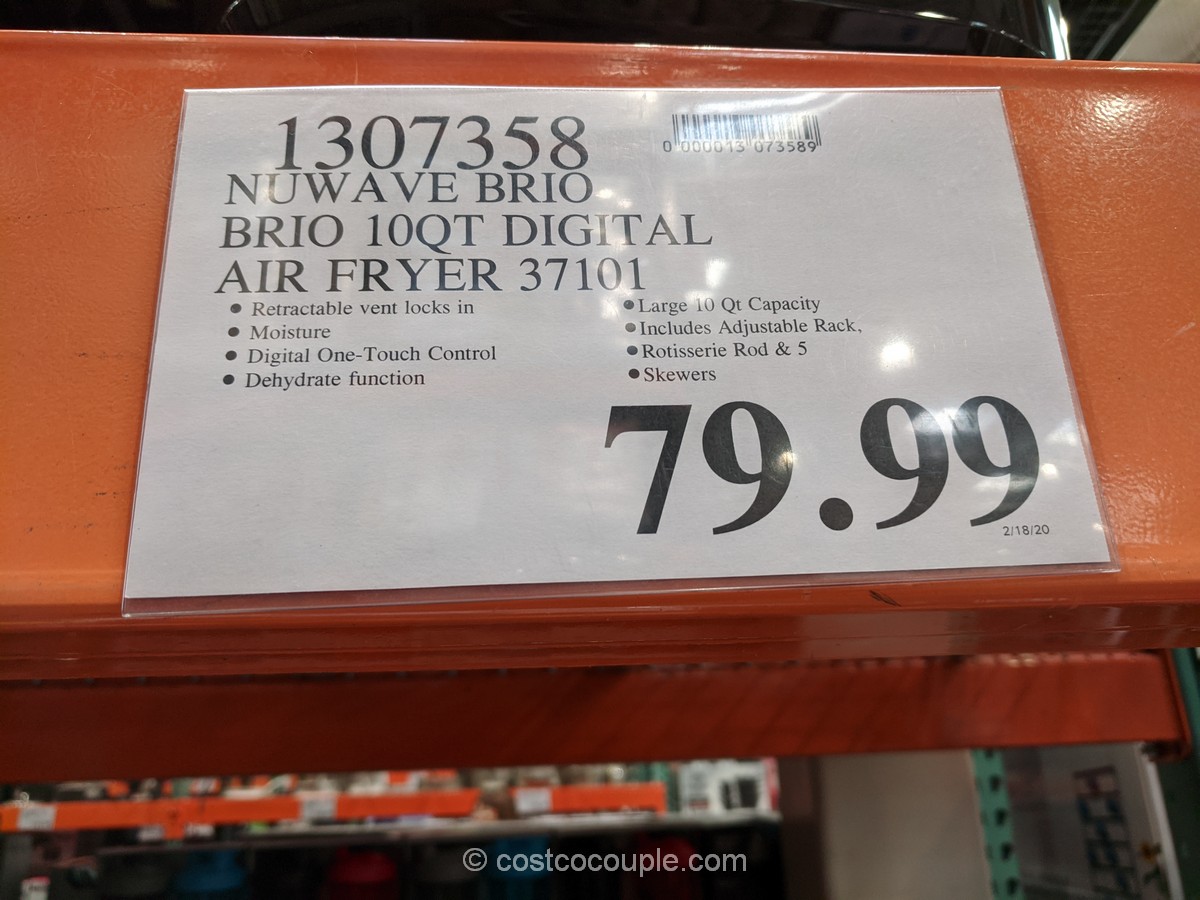 1307358
0 000013 073589
NUWAVE BRIO
BRIO 10QT DIGITAL
AIR FRYER 37101
• Retractable vent locks in
• Moisture
• Digital One-Touch Control
• Dehydrate function
• Large 10 Qt Capacity
• Includes Adjustable Rack,
• Rotisserie Rod & 5
• Skewers
79.99
2/18/20
© costcocouple.com